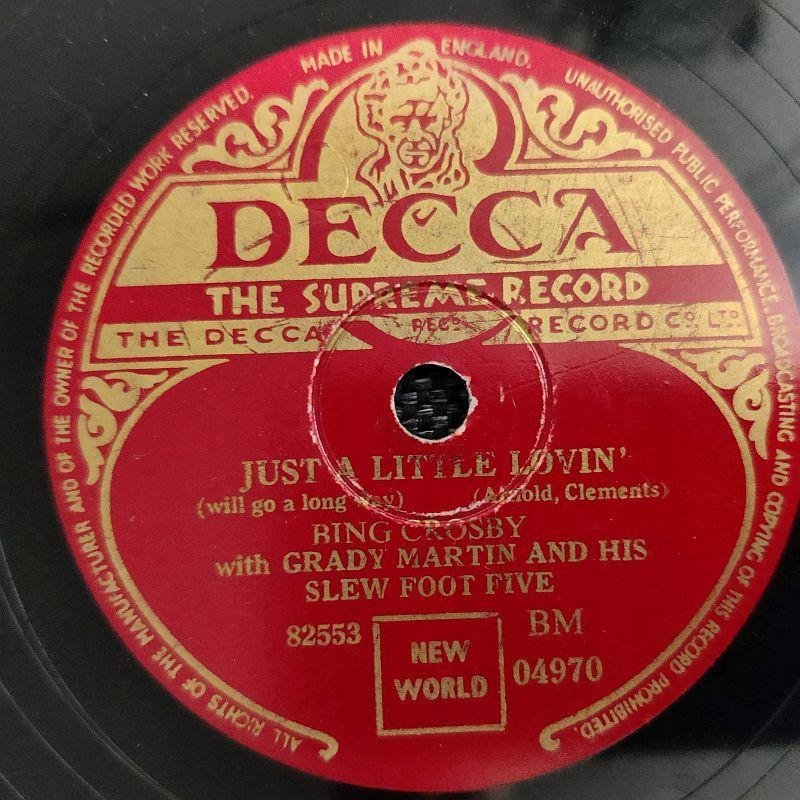 MADE IN ENGLAND.
UNAUTHORISED PUBLIC PERFORMANCE, BROADCASTING AND COPYING OF THIS RECORD PROHIBITED.
ALL RIGHTS OF THE MANUFACTURER AND OF THE OWNER OF THE RECORDED WORK RESERVED.
DECCA
THE SUPREME RECORD
THE DECCA REGD. RECORD CO. LTD.
JUST A LITTLE LOVIN'
(will go a long way) (Arnold, Clements)
BING CROSBY
with GRADY MARTIN AND HIS
SLEW FOOT FIVE
82553 BM
NEW 04970
WORLD